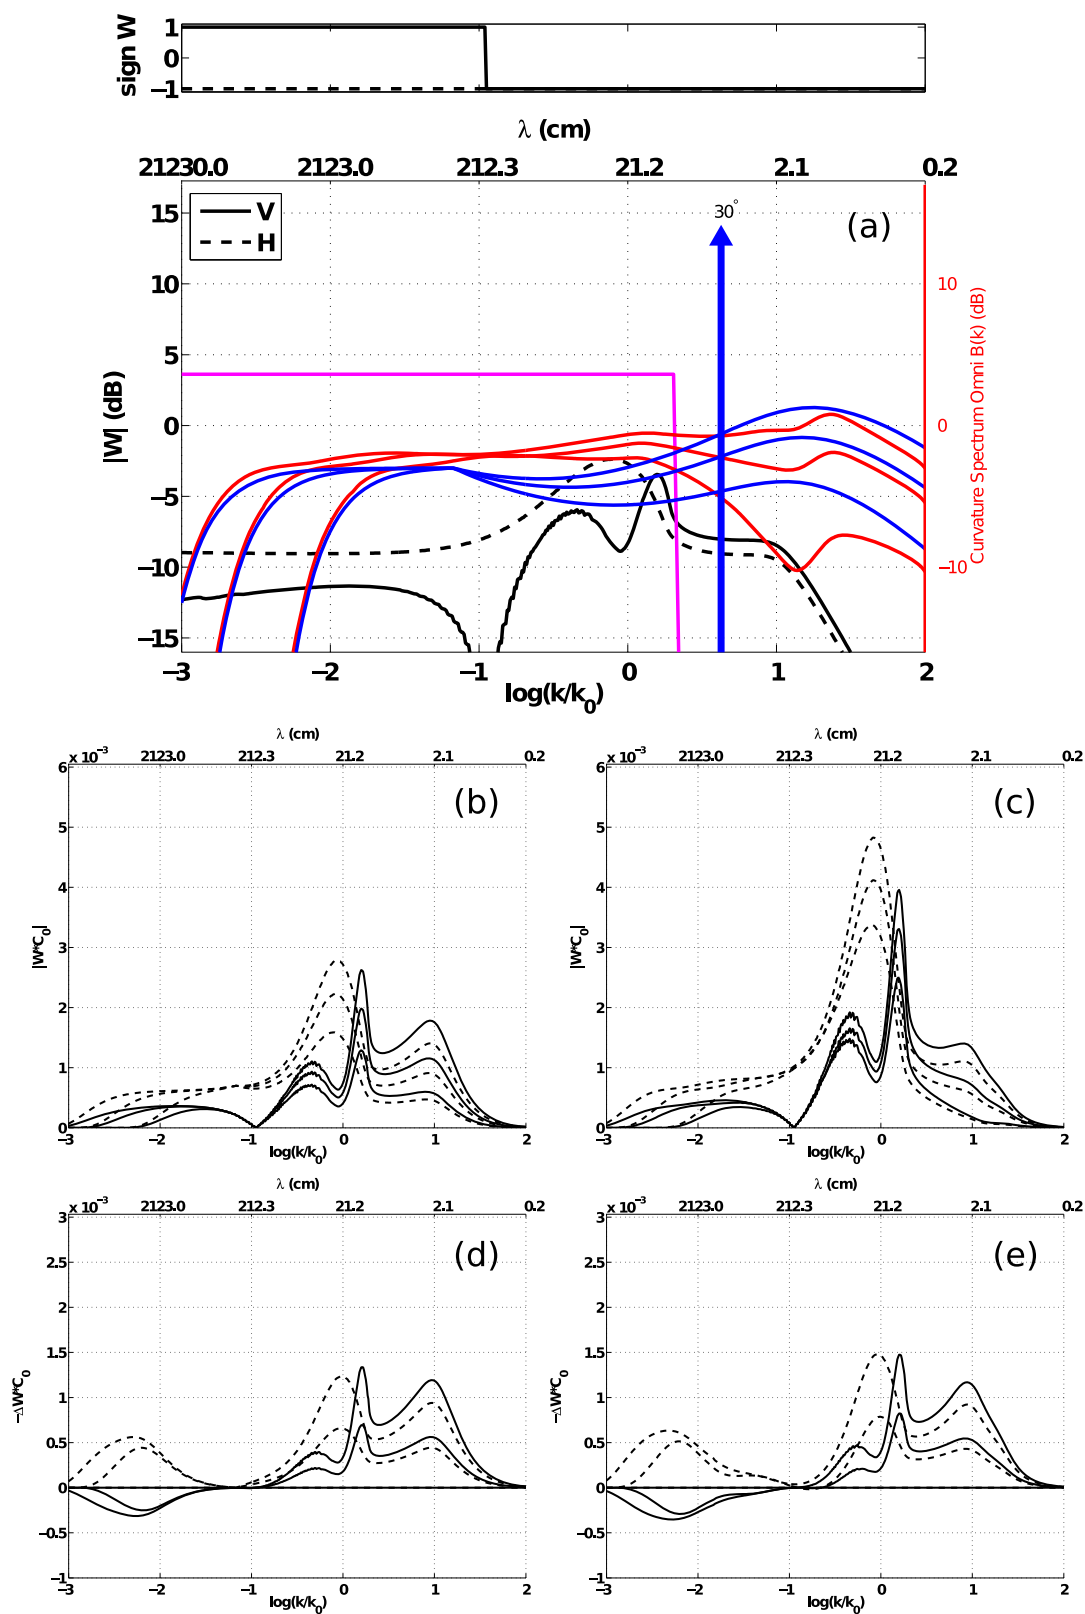 sign W
1
0
−1
λ (cm)
21230.0 2123.0 212.3 21.2 2.1 0.2
V
H
30°
(a)
|W| (dB)
15
10
5
0
−5
−10
−15
10
0
−10
Curvature Spectrum Omni B(k) (dB)
−3 −2 −1 0 1 2
log(k/k0)
λ (cm)
x 10−3 2123.0 212.3 21.2 2.1 0.2
(b)
|W*C0|
6
5
4
3
2
1
0
−3 −2 −1 0 1 2
log(k/k0)
λ (cm)
x 10−3 2123.0 212.3 21.2 2.1 0.2
(c)
|W*C0|
6
5
4
3
2
1
0
−3 −2 −1 0 1 2
log(k/k0)
λ (cm)
x 10−3 2123.0 212.3 21.2 2.1 0.2
(d)
−ΔW*C0
3
2.5
2
1.5
1
0.5
0
−0.5
−1
−3 −2 −1 0 1 2
log(k/k0)
λ (cm)
x 10−3 2123.0 212.3 21.2 2.1 0.2
(e)
−ΔW*C0
3
2.5
2
1.5
1
0.5
0
−0.5
−1
−3 −2 −1 0 1 2
log(k/k0)